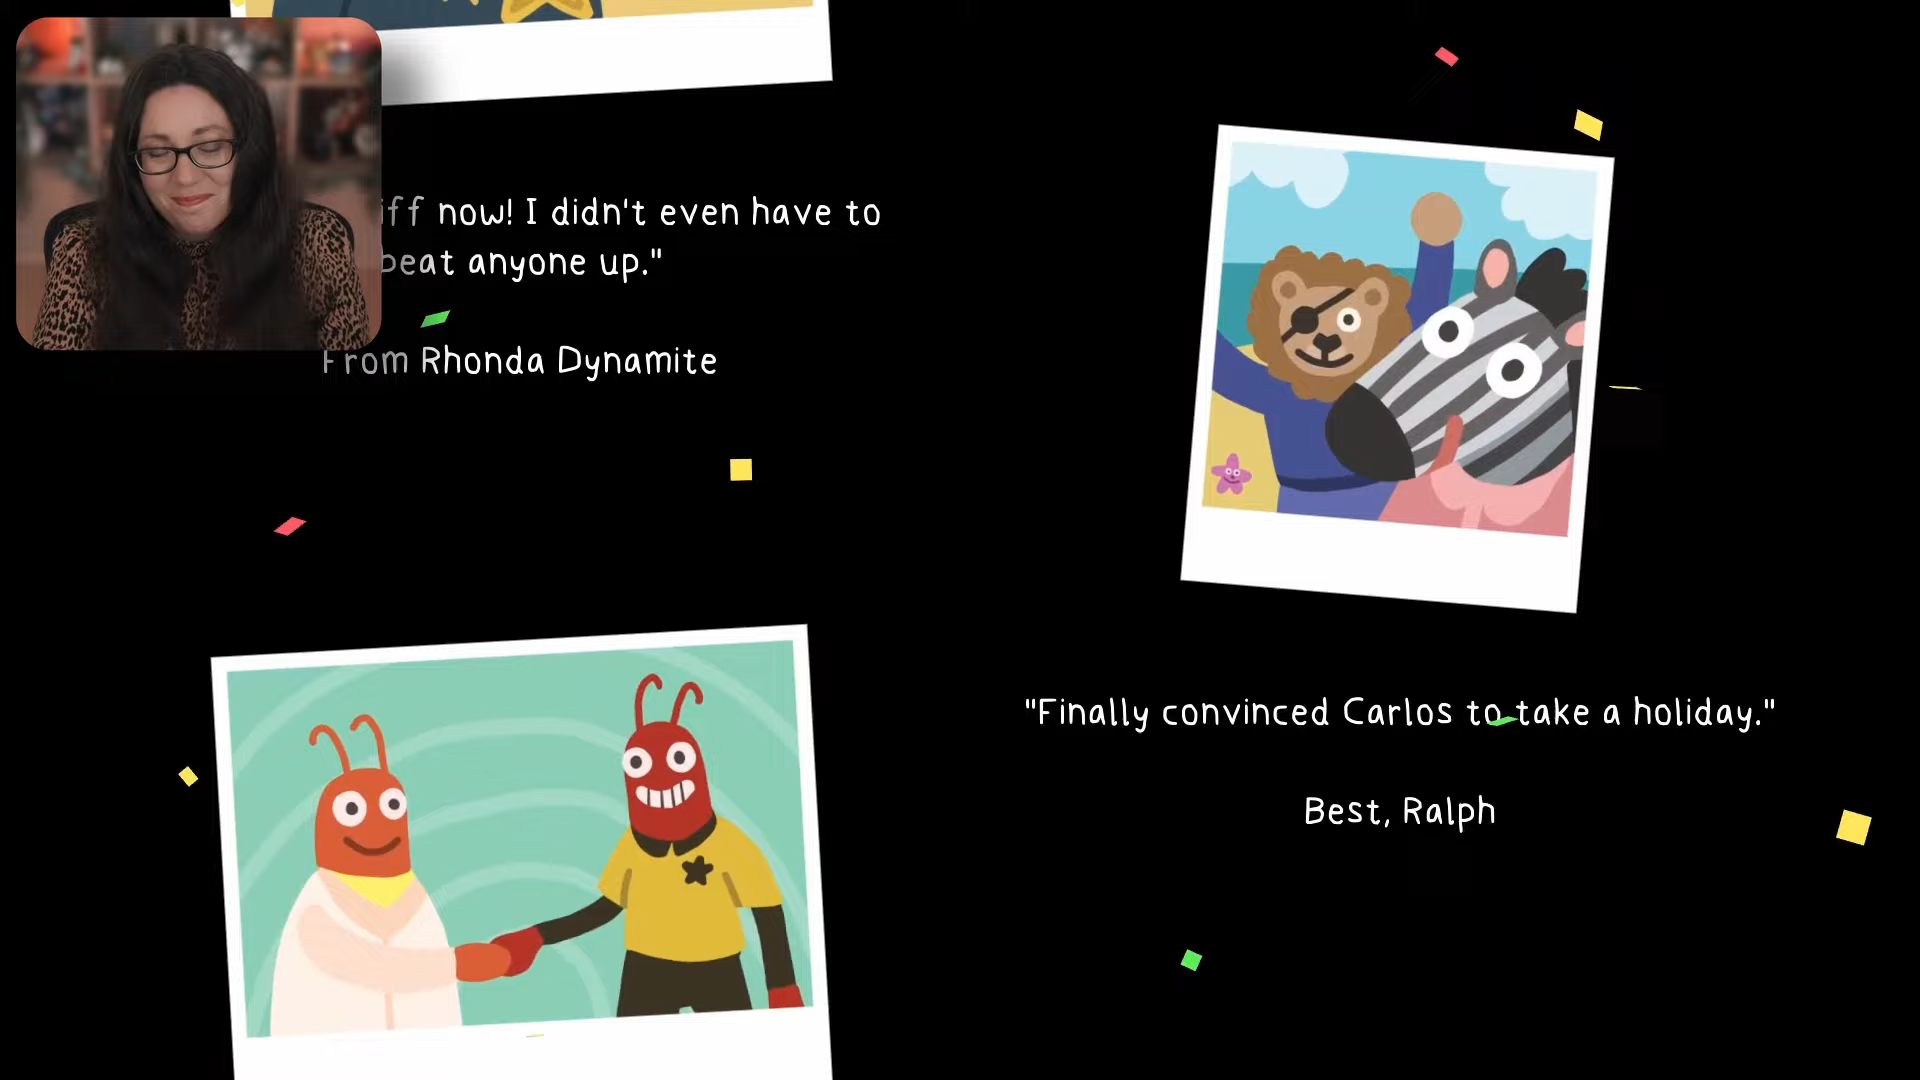 iff now! I didn't even have to
beat anyone up."
From Rhonda Dynamite
"Finally convinced Carlos to take a holiday."
Best, Ralph